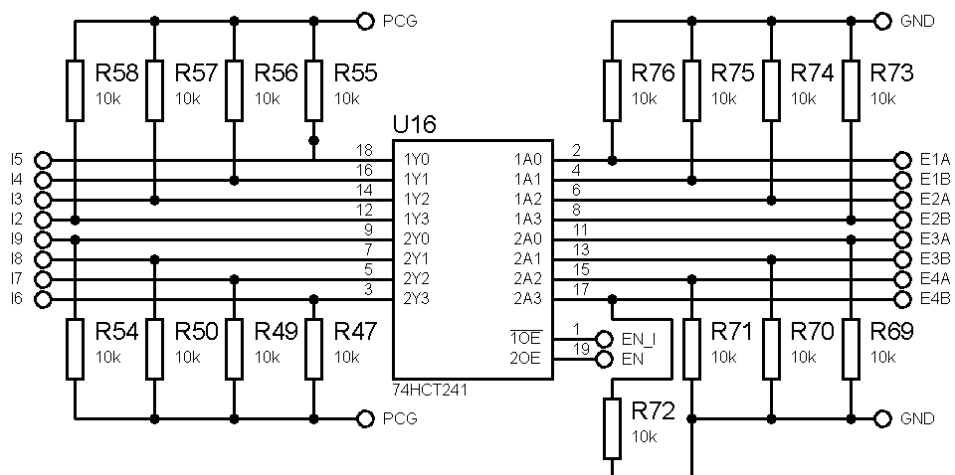 PCG
GND
R58 R57 R56 R55
10k 10k 10k 10k
R76 R75 R74 R73
10k 10k 10k 10k
U16
I5 18 1Y0 1A0 2 E1A
I4 16 1Y1 1A1 4 E1B
I3 14 1Y2 1A2 6 E2A
I2 12 1Y3 1A3 8 E2B
I9 9 2Y0 2A0 11 E3A
I8 7 2Y1 2A1 13 E3B
I7 5 2Y2 2A2 15 E4A
I6 3 2Y3 2A3 17 E4B
1OE 1 EN_I
2OE 19 EN
R54 R50 R49 R47
10k 10k 10k 10k
R71 R70 R69
10k 10k 10k
74HCT241
R72
10k
PCG
GND